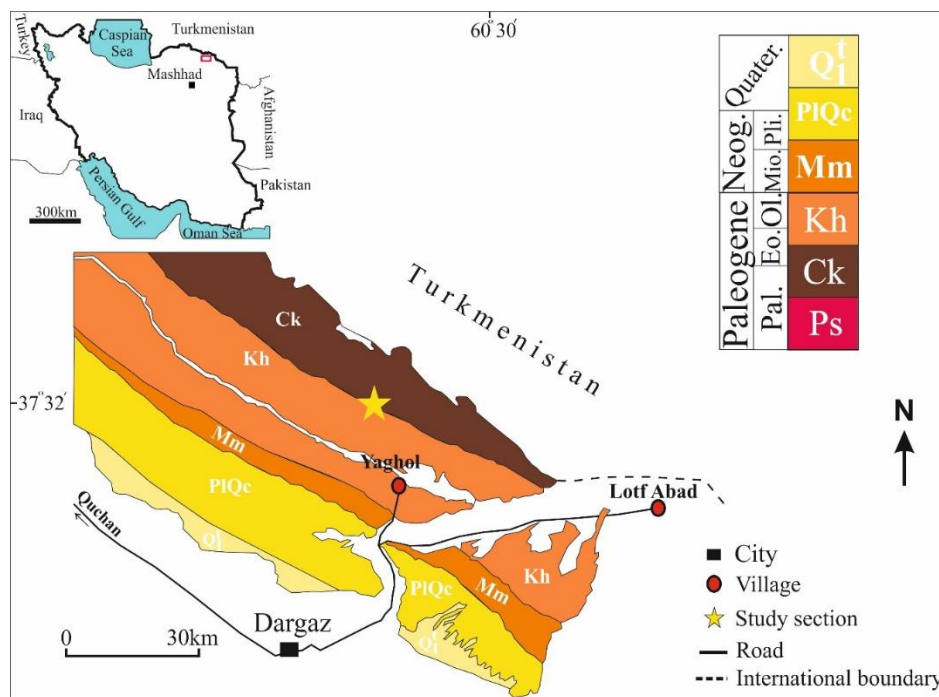 60°30'
Turkey
Caspian
Sea
Turkmenistan
Mashhad
Iraq
Afghanistan
Pakistan
Persian Gulf
Oman Sea
300km
Quater.
Neog.
Paleogene
Pli.
Mio.
Ol.
Eo.
Pal.
Qt1
PlQc
Mm
Kh
Ck
Ps
Turkmenistan
Ck
Kh
37°32'
Mm
Yaghol
PlQc
Lotf Abad
Quchan
Kh
Mm
PlQc
Qt1
Dargaz
0 30km
N
City
Village
Study section
Road
International boundary